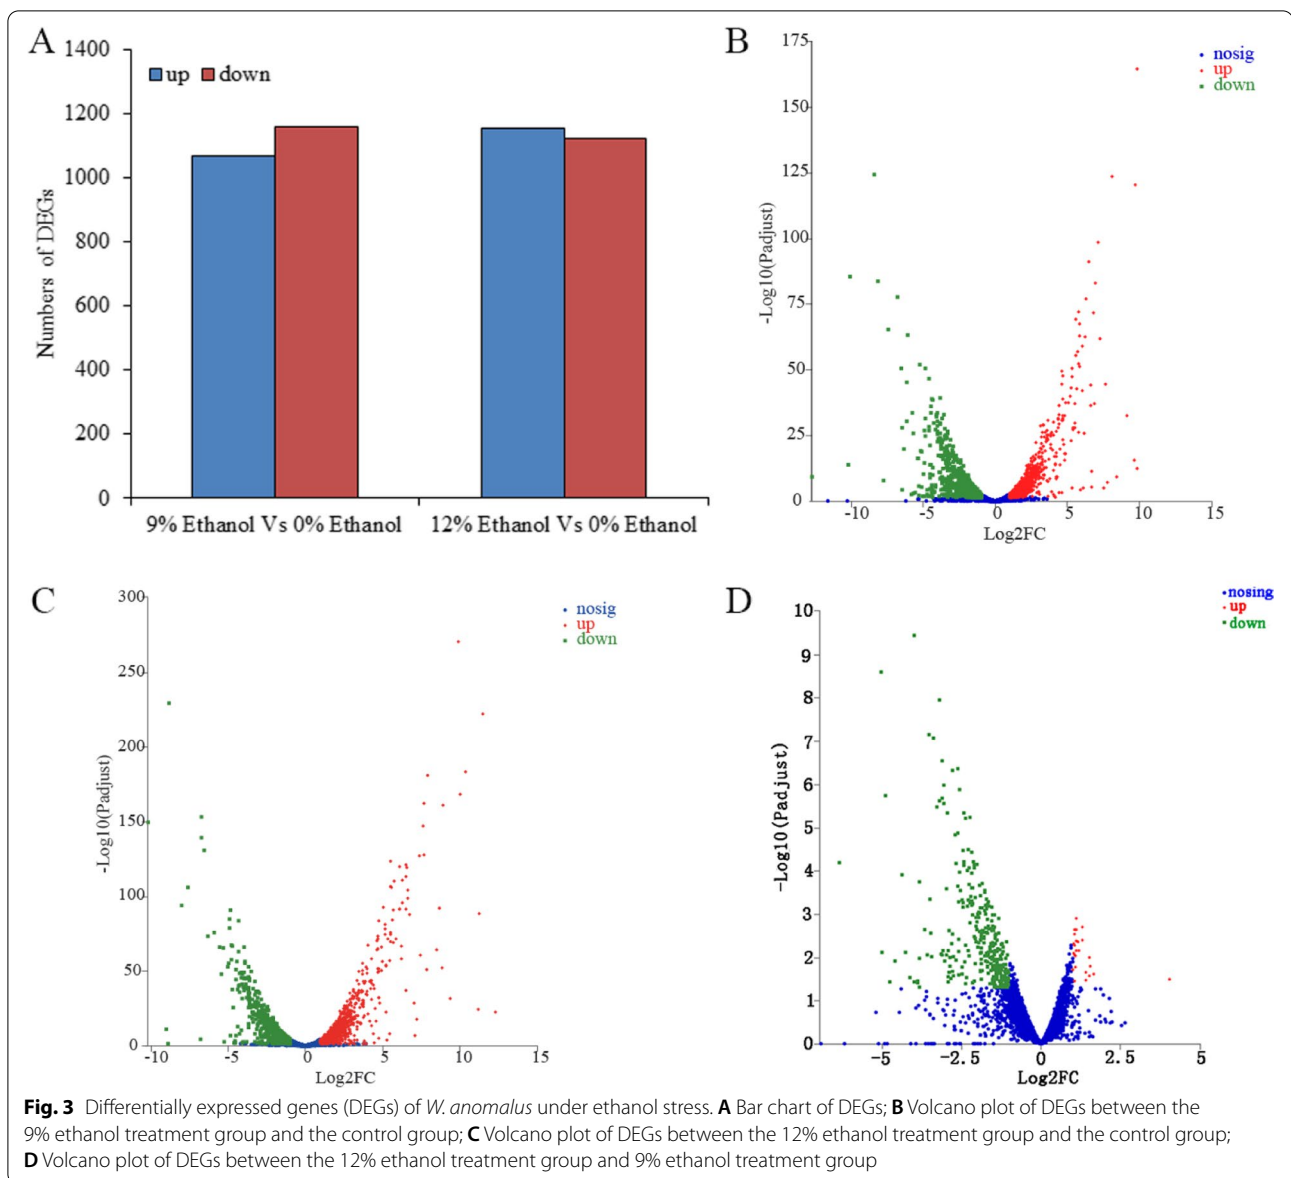 A
1400
1200
1000
800
600
400
200
0
Numbers of DEGs
up down
9% Ethanol Vs 0% Ethanol 12% Ethanol Vs 0% Ethanol
B
175
150
125
100
75
50
25
0
-Log10(Padjust)
nosig
up
down
-10 -5 0 5 10 15
Log2FC
C
300
250
200
150
100
50
0
-Log10(Padjust)
nosig
up
down
-10 -5 0 5 10 15
Log2FC
D
10
9
8
7
6
5
4
3
2
1
0
-Log10(Padjust)
nosing
up
down
-5 -2.5 0 2.5 5
Log2FC
Fig. 3 Differentially expressed genes (DEGs) of W. anomalus under ethanol stress. A Bar chart of DEGs; B Volcano plot of DEGs between the
9% ethanol treatment group and the control group; C Volcano plot of DEGs between the 12% ethanol treatment group and the control group;
D Volcano plot of DEGs between the 12% ethanol treatment group and 9% ethanol treatment group